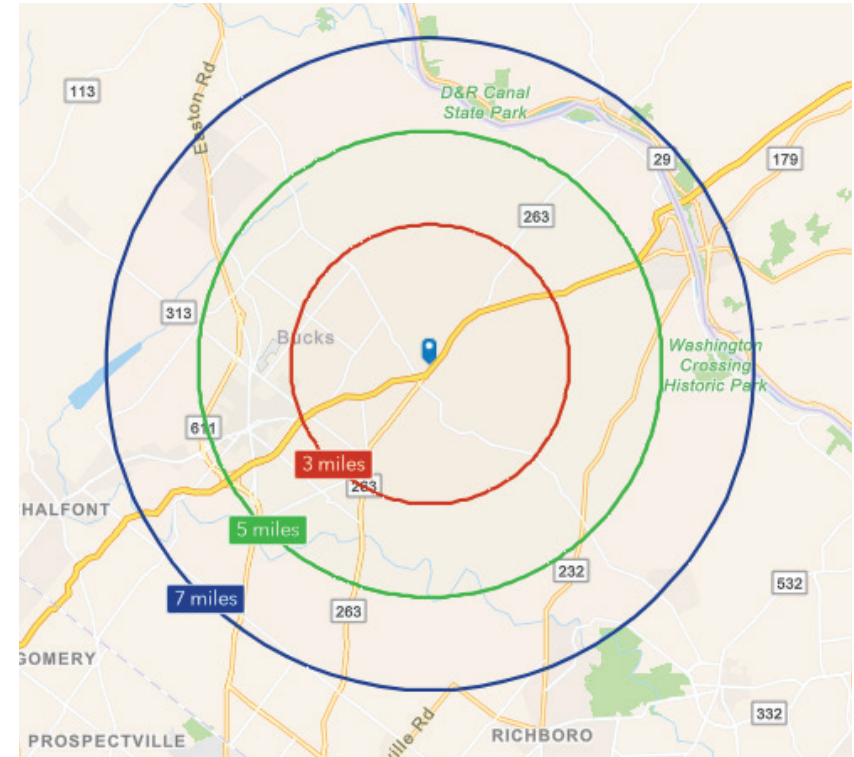 113
Easton Rd
D&R Canal
State Park
29
179
263
313
Bucks
Washington
Crossing
Historic Park
611
3 miles
263
HALFONT
5 miles
232
532
7 miles
263
GOMERY
332
PROSPECTVILLE
ville Rd
RICHBORO